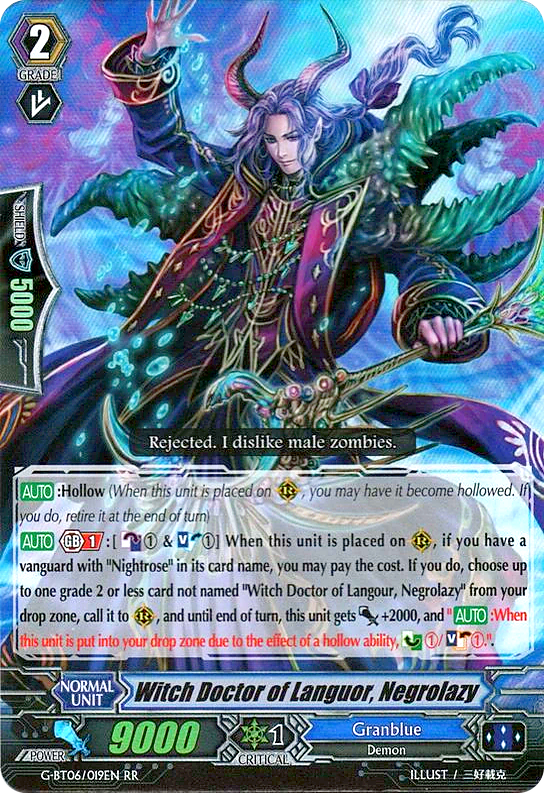 2
GRADE
SHIELD
5000
Rejected. I dislike male zombies.
AUTO :Hollow (When this unit is placed on R, you may have it become hollowed. If
you do, retire it at the end of turn)
AUTO GB 1 :[ ① & V ①] When this unit is placed on R, if you have a
vanguard with "Nightrose" in its card name, you may pay the cost. If you do, choose up
to one grade 2 or less card not named "Witch Doctor of Langour, Negrolazy" from your
drop zone, call it to R, and until end of turn, this unit gets +2000, and " AUTO :When
this unit is put into your drop zone due to the effect of a hollow ability, ①/ V ①.".
NORMAL
UNIT
Witch Doctor of Languor, Negrolazy
POWER
9000
1
CRITICAL
Granblue
Demon
G-BT06/019EN RR
ILLUST / 三好載克